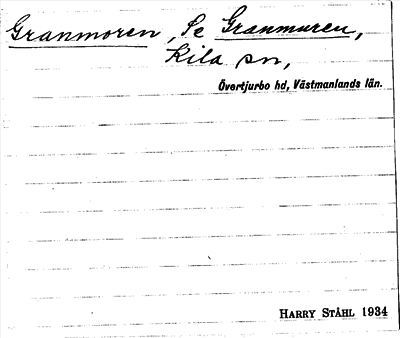 Granmoren, Se Granmuren,
Kila sn,
Övertjurbo hd, Västmanlands län.
HARRY STÅHL 1934